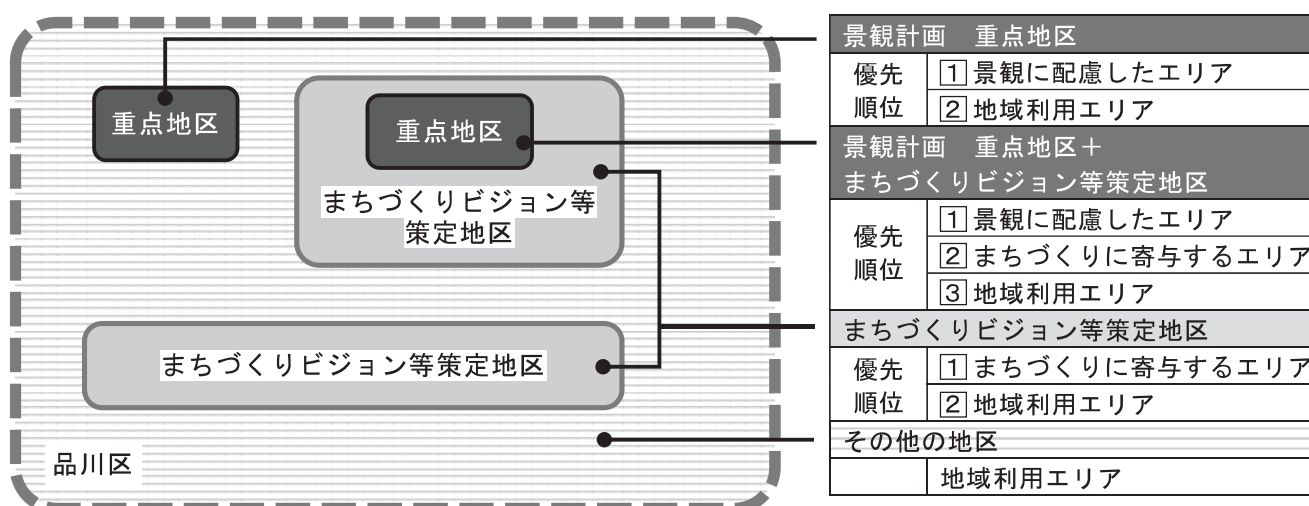 重点地区
重点地区
まちづくりビジョン等
策定地区
まちづくりビジョン等策定地区
品川区
景観計画　重点地区
優先
順位
1 景観に配慮したエリア
2 地域利用エリア
景観計画　重点地区＋
まちづくりビジョン等策定地区
優先
順位
1 景観に配慮したエリア
2 まちづくりに寄与するエリア
3 地域利用エリア
まちづくりビジョン等策定地区
優先
順位
1 まちづくりに寄与するエリア
2 地域利用エリア
その他の地区
地域利用エリア